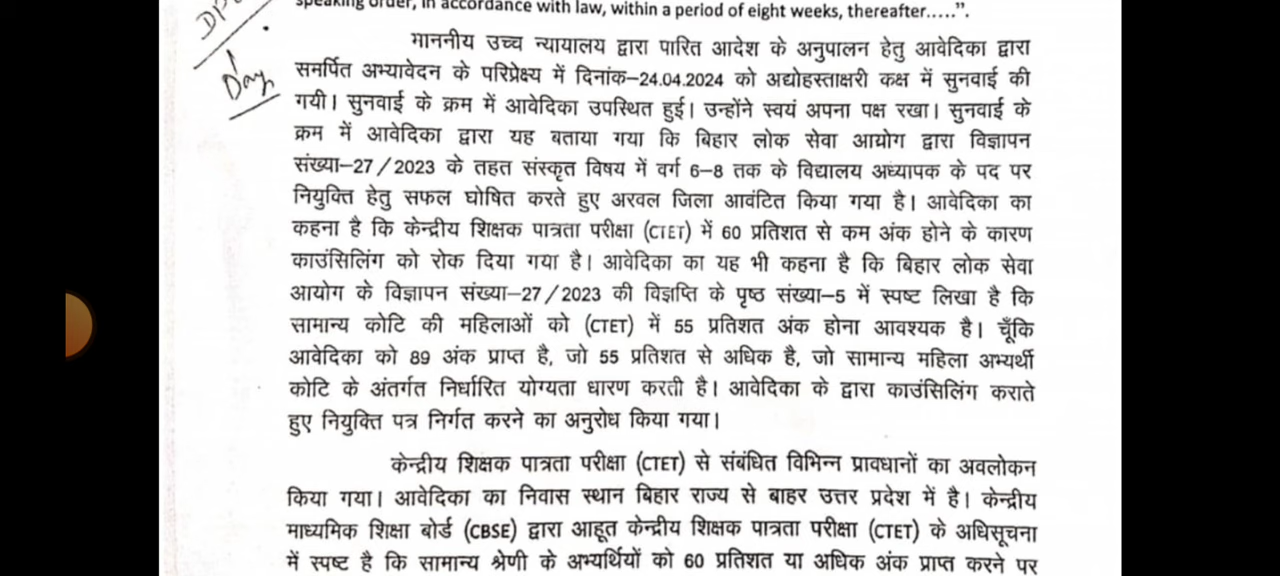 speaking order, in accordance with law, within a period of eight weeks, thereafter.....".
Day
माननीय उच्च न्यायालय द्वारा पारित आदेश के अनुपालन हेतु आवेदिका द्वारा
समर्पित अभ्यावेदन के परिप्रेक्ष्य में दिनांक–24.04.2024 को अद्योहस्ताक्षरी कक्ष में सुनवाई की
गयी। सुनवाई के क्रम में आवेदिका उपस्थित हुई। उन्होंने स्वयं अपना पक्ष रखा। सुनवाई के
क्रम में आवेदिका द्वारा यह बताया गया कि बिहार लोक सेवा आयोग द्वारा विज्ञापन
संख्या–27/2023 के तहत संस्कृत विषय में वर्ग 6–8 तक के विद्यालय अध्यापक के पद पर
नियुक्ति हेतु सफल घोषित करते हुए अरवल जिला आवंटित किया गया है। आवेदिका का
कहना है कि केन्द्रीय शिक्षक पात्रता परीक्षा (CTET) में 60 प्रतिशत से कम अंक होने के कारण
काउंसिलिंग को रोक दिया गया है। आवेदिका का यह भी कहना है कि बिहार लोक सेवा
आयोग के विज्ञापन संख्या–27/2023 की विज्ञप्ति के पृष्ठ संख्या–5 में स्पष्ट लिखा है कि
सामान्य कोटि की महिलाओं को (CTET) में 55 प्रतिशत अंक होना आवश्यक है। चूँकि
आवेदिका को 89 अंक प्राप्त है, जो 55 प्रतिशत से अधिक है, जो सामान्य महिला अभ्यर्थी
कोटि के अंतर्गत निर्धारित योग्यता धारण करती है। आवेदिका के द्वारा काउंसिलिंग कराते
हुए नियुक्ति पत्र निर्गत करने का अनुरोध किया गया।
केन्द्रीय शिक्षक पात्रता परीक्षा (CTET) से संबंधित विभिन्न प्रावधानों का अवलोकन
किया गया। आवेदिका का निवास स्थान बिहार राज्य से बाहर उत्तर प्रदेश में है। केन्द्रीय
माध्यमिक शिक्षा बोर्ड (CBSE) द्वारा आहूत केन्द्रीय शिक्षक पात्रता परीक्षा (CTET) के अधिसूचना
में स्पष्ट है कि सामान्य श्रेणी के अभ्यर्थियों को 60 प्रतिशत या अधिक अंक प्राप्त करने पर